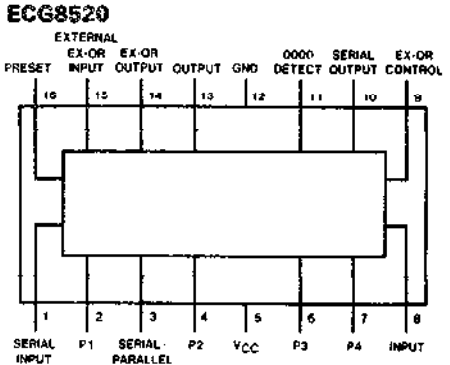 ECG8520
EXTERNAL
EX-OR EX-OR 0000 SERIAL EX-OR
PRESET INPUT OUTPUT OUTPUT GND DETECT OUTPUT CONTROL
16 15 14 13 12 11 10 9
1 2 3 4 5 6 7 8
SERIAL P1 SERIAL- P2 VCC P3 P4 INPUT
INPUT PARALLEL